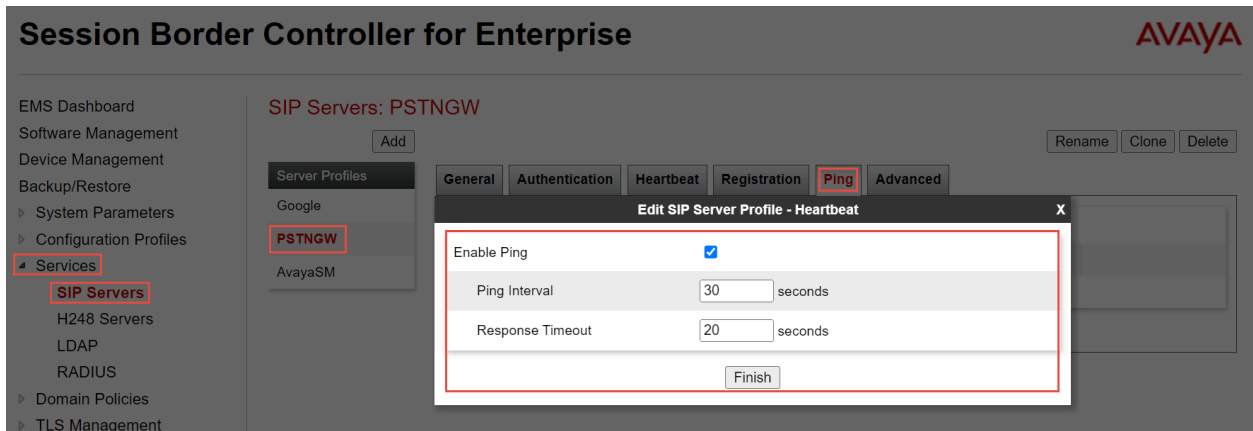 Session Border Controller for Enterprise
AVAYA
EMS Dashboard
Software Management
Device Management
Backup/Restore
System Parameters
Configuration Profiles
Services
SIP Servers
H248 Servers
LDAP
RADIUS
Domain Policies
TLS Management
SIP Servers: PSTNGW
Add
Rename Clone Delete
Server Profiles
Google
PSTNGW
AvayaSM
General Authentication Heartbeat Registration Ping Advanced
Edit SIP Server Profile - Heartbeat X
Enable Ping
Ping Interval 30 seconds
Response Timeout 20 seconds
Finish